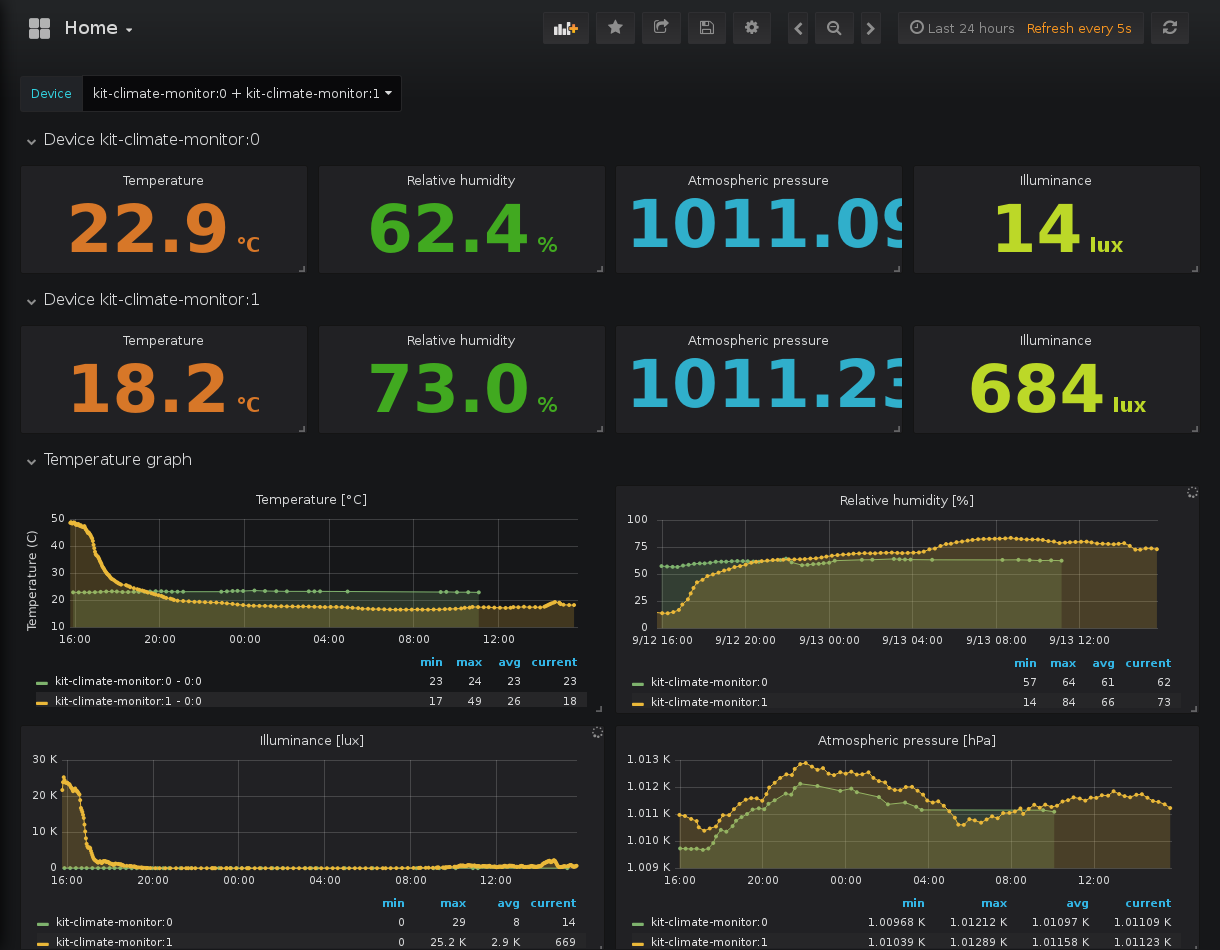 Home
Last 24 hours Refresh every 5s
Device kit-climate-monitor:0 + kit-climate-monitor:1
Device kit-climate-monitor:0
Temperature Relative humidity Atmospheric pressure Illuminance
22.9 °C 62.4 % 1011.09 14 lux
Device kit-climate-monitor:1
Temperature Relative humidity Atmospheric pressure Illuminance
18.2 °C 73.0 % 1011.23 684 lux
Temperature graph
Temperature [°C]
Temperature (C)
50
40
30
20
10
16:00 20:00 00:00 04:00 08:00 12:00
min max avg current
kit-climate-monitor:0 - 0:0 23 24 23 23
kit-climate-monitor:1 - 0:0 17 49 26 18
Relative humidity [%]
100
75
50
25
0
9/12 16:00 9/12 20:00 9/13 00:00 9/13 04:00 9/13 08:00 9/13 12:00
min max avg current
kit-climate-monitor:0 57 64 61 62
kit-climate-monitor:1 14 84 66 73
Illuminance [lux]
30 K
20 K
10 K
0
16:00 20:00 00:00 04:00 08:00 12:00
min max avg current
kit-climate-monitor:0 0 29 8 14
kit-climate-monitor:1 0 25.2 K 2.9 K 669
Atmospheric pressure [hPa]
1.013 K
1.012 K
1.011 K
1.010 K
1.009 K
16:00 20:00 00:00 04:00 08:00 12:00
min max avg current
kit-climate-monitor:0 1.00968 K 1.01212 K 1.01097 K 1.01109 K
kit-climate-monitor:1 1.01039 K 1.01289 K 1.01158 K 1.01123 K